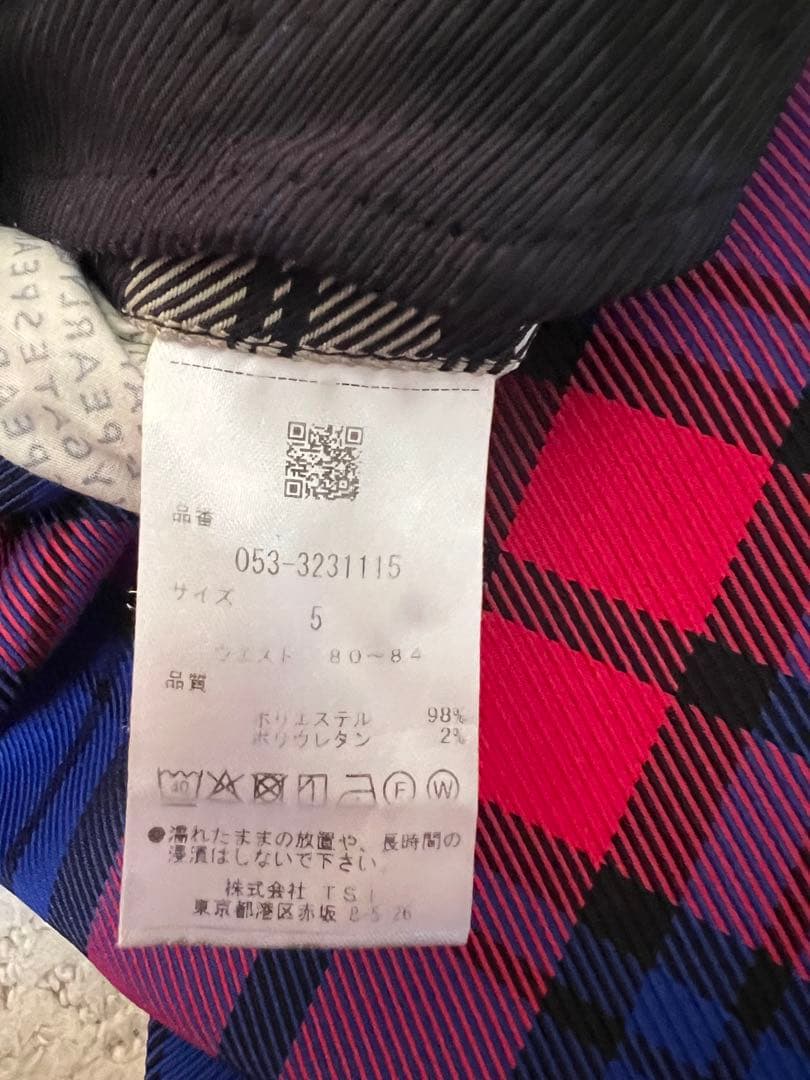 品番
053-3231115
サイズ
5
ウエスト 80~84
品質
ポリエステル 98%
ポリウレタン 2%
40
F W
●濡れたままの放置や、長時間の
浸漬はしないで下さい
株式会社 TSI
東京都港区赤坂 8-5-26